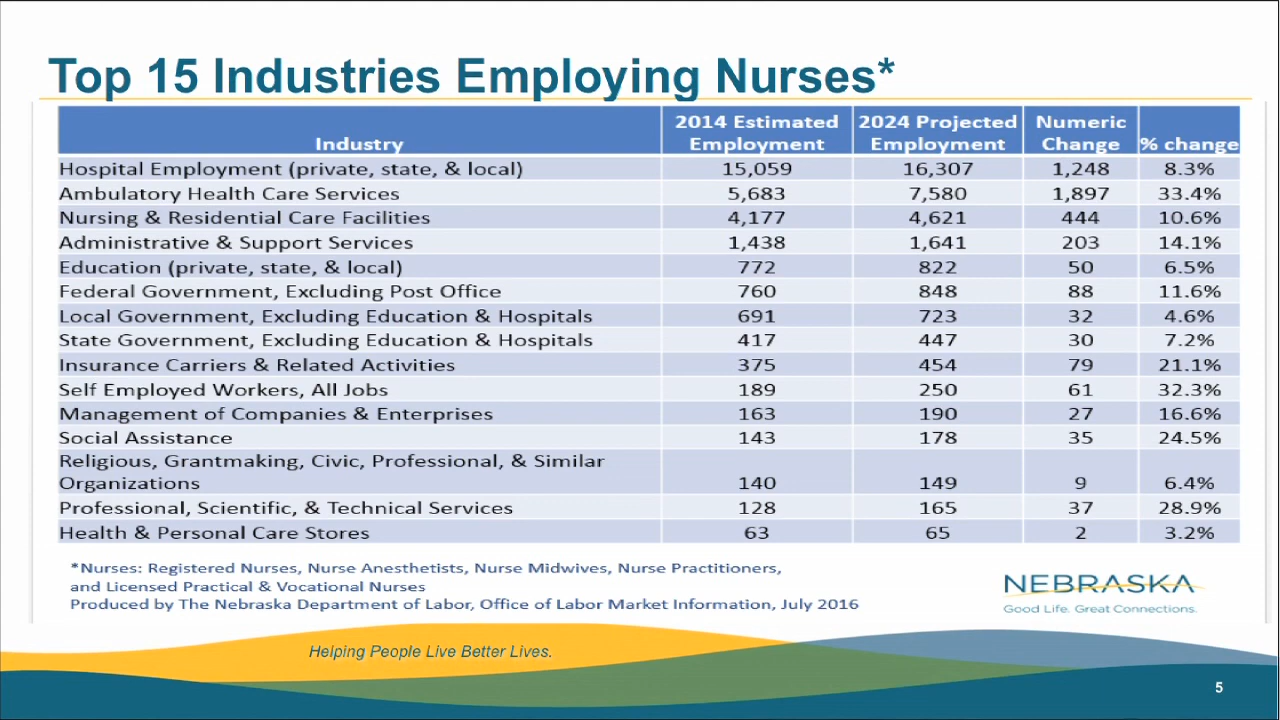 Top 15 Industries Employing Nurses*
Industry 2014 Estimated Employment 2024 Projected Employment Numeric Change % change
Hospital Employment (private, state, & local) 15,059 16,307 1,248 8.3%
Ambulatory Health Care Services 5,683 7,580 1,897 33.4%
Nursing & Residential Care Facilities 4,177 4,621 444 10.6%
Administrative & Support Services 1,438 1,641 203 14.1%
Education (private, state, & local) 772 822 50 6.5%
Federal Government, Excluding Post Office 760 848 88 11.6%
Local Government, Excluding Education & Hospitals 691 723 32 4.6%
State Government, Excluding Education & Hospitals 417 447 30 7.2%
Insurance Carriers & Related Activities 375 454 79 21.1%
Self Employed Workers, All Jobs 189 250 61 32.3%
Management of Companies & Enterprises 163 190 27 16.6%
Social Assistance 143 178 35 24.5%
Religious, Grantmaking, Civic, Professional, & Similar
Organizations 140 149 9 6.4%
Professional, Scientific, & Technical Services 128 165 37 28.9%
Health & Personal Care Stores 63 65 2 3.2%
*Nurses: Registered Nurses, Nurse Anesthetists, Nurse Midwives, Nurse Practitioners,
and Licensed Practical & Vocational Nurses
Produced by The Nebraska Department of Labor, Office of Labor Market Information, July 2016
NEBRASKA
Good Life. Great Connections.
Helping People Live Better Lives.
5